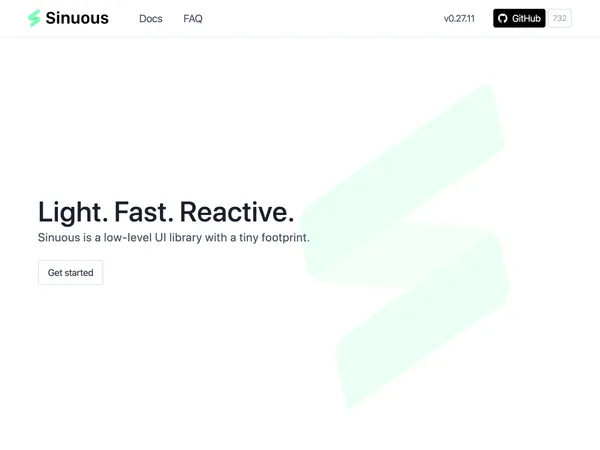 Sinuous Docs FAQ v0.27.11 GitHub 732
Light. Fast. Reactive.
Sinuous is a low-level UI library with a tiny footprint.
Get started